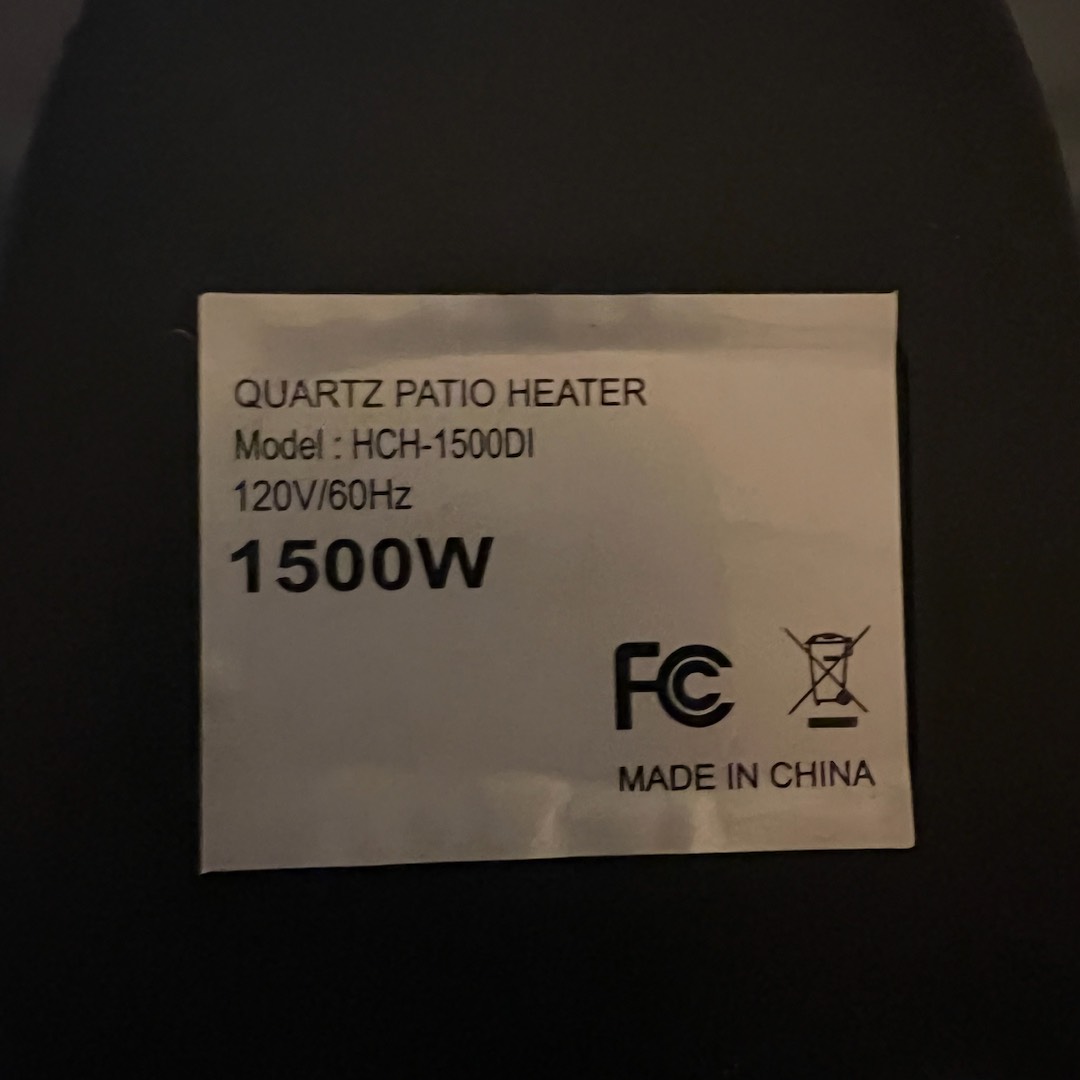 QUARTZ PATIO HEATER
Model : HCH-1500DI
120V/60Hz
1500W
FC
MADE IN CHINA